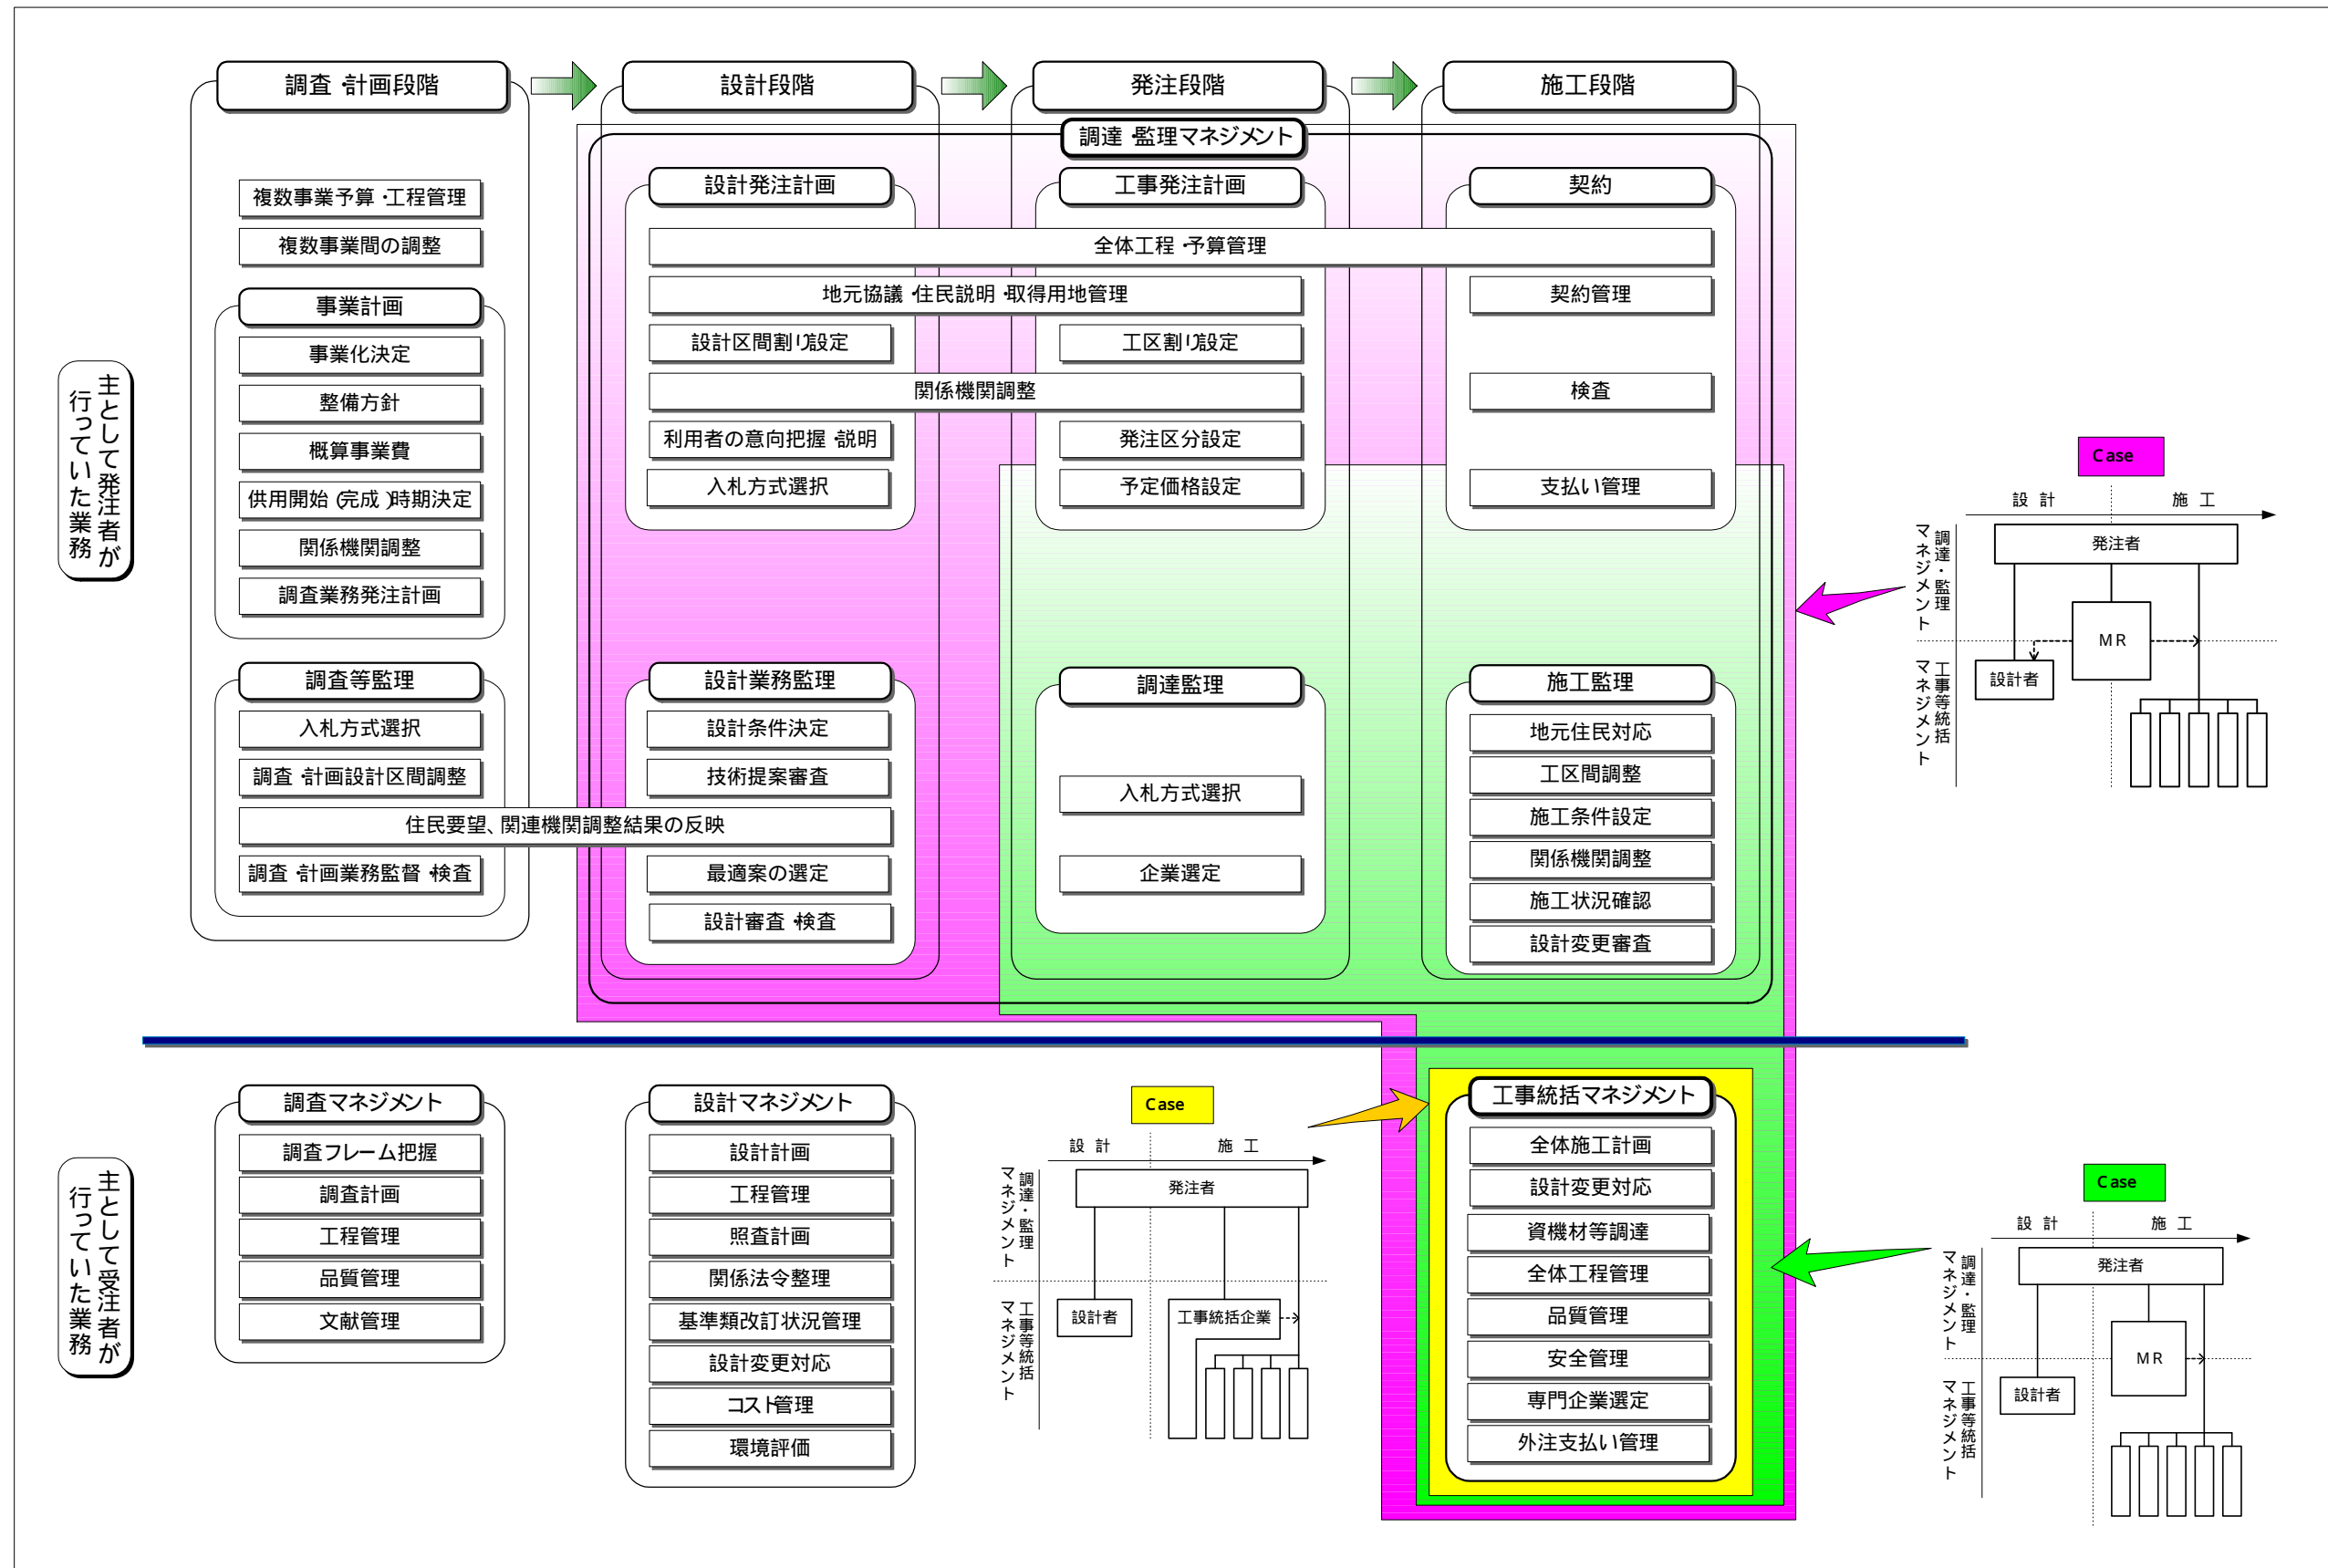 調査・計画段階
設計段階
発注段階
施工段階
調達・監理マネジメント
主として発注者が
行っていた業務
複数事業予算・工程管理
複数事業間の調整
事業計画
事業化決定
整備方針
概算事業費
供用開始(完成)時期決定
関係機関調整
調査業務発注計画
調査等監理
入札方式選択
調査・計画設計区間調整
住民要望、関連機関調整結果の反映
調査・計画業務監督・検査
設計発注計画
工事発注計画
契約
全体工程・予算管理
地元協議・住民説明・取得用地管理
契約管理
設計区間割り設定
工区割り設定
関係機関調整
検査
利用者の意向把握・説明
発注区分設定
入札方式選択
予定価格設定
支払い管理
設計業務監理
設計条件決定
技術提案審査
最適案の選定
設計審査・検査
調達監理
入札方式選択
企業選定
施工監理
地元住民対応
工区間調整
施工条件設定
関係機関調整
施工状況確認
設計変更審査
Case
設 計
施 工
調達・監理
マネジメント
工事等統括
マネジメント
発注者
MR
設計者
主として受注者が
行っていた業務
調査マネジメント
調査フレーム把握
調査計画
工程管理
品質管理
文献管理
設計マネジメント
設計計画
工程管理
照査計画
関係法令整理
基準類改訂状況管理
設計変更対応
コスト管理
環境評価
Case
設 計
施 工
調達・監理
マネジメント
工事等統括
マネジメント
発注者
設計者
工事統括企業
工事統括マネジメント
全体施工計画
設計変更対応
資機材等調達
全体工程管理
品質管理
安全管理
専門企業選定
外注支払い管理
Case
設 計
施 工
調達・監理
マネジメント
工事等統括
マネジメント
発注者
MR
設計者